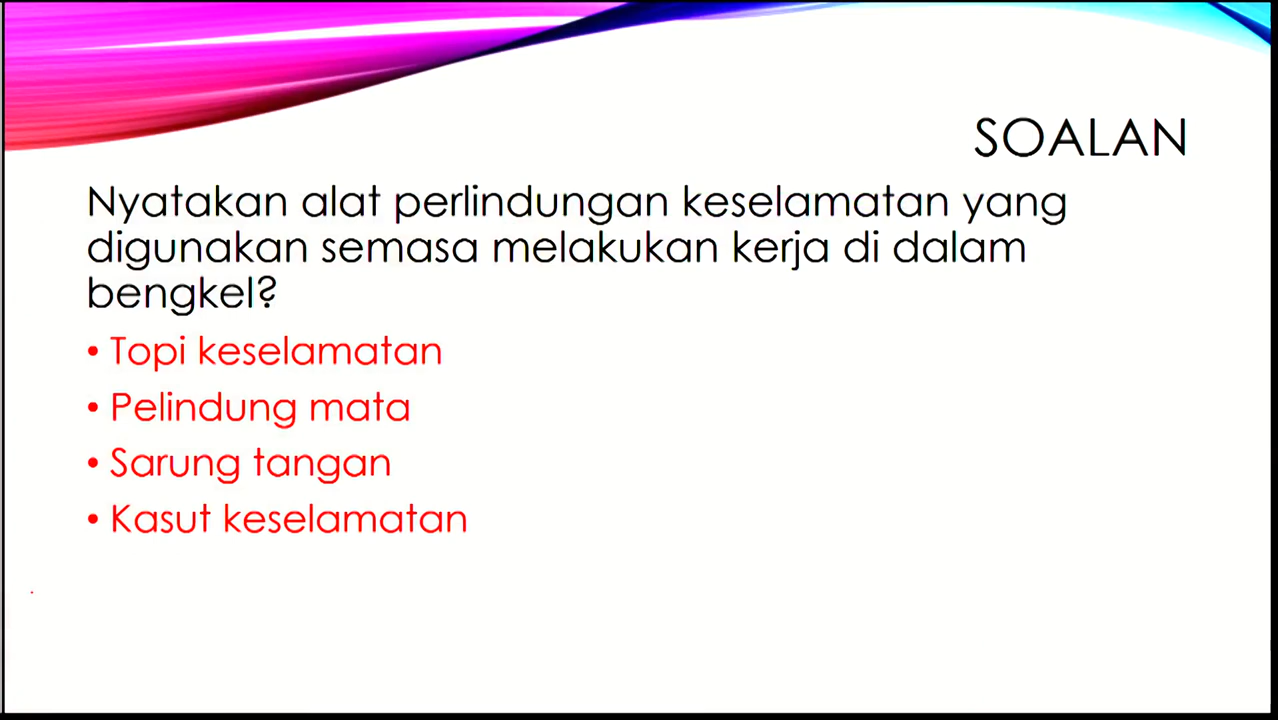 SOALAN
Nyatakan alat perlindungan keselamatan yang
digunakan semasa melakukan kerja di dalam
bengkel?
• Topi keselamatan
• Pelindung mata
• Sarung tangan
• Kasut keselamatan